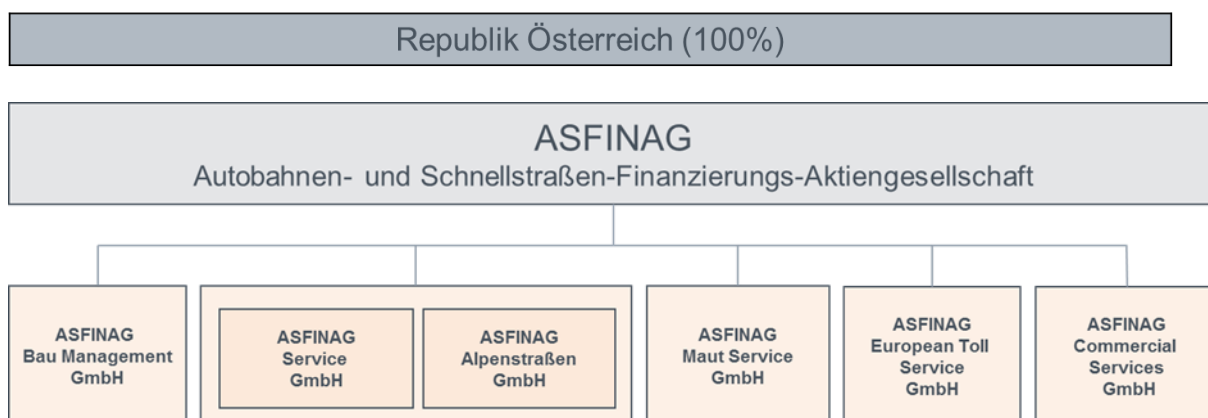 Republik Österreich (100%)
ASFINAG
Autobahnen- und Schnellstraßen-Finanzierungs-Aktiengesellschaft
ASFINAG
Bau Management
GmbH
ASFINAG
Service
GmbH
ASFINAG
Alpenstraßen
GmbH
ASFINAG
Maut Service
GmbH
ASFINAG
European Toll
Service
GmbH
ASFINAG
Commercial
Services
GmbH